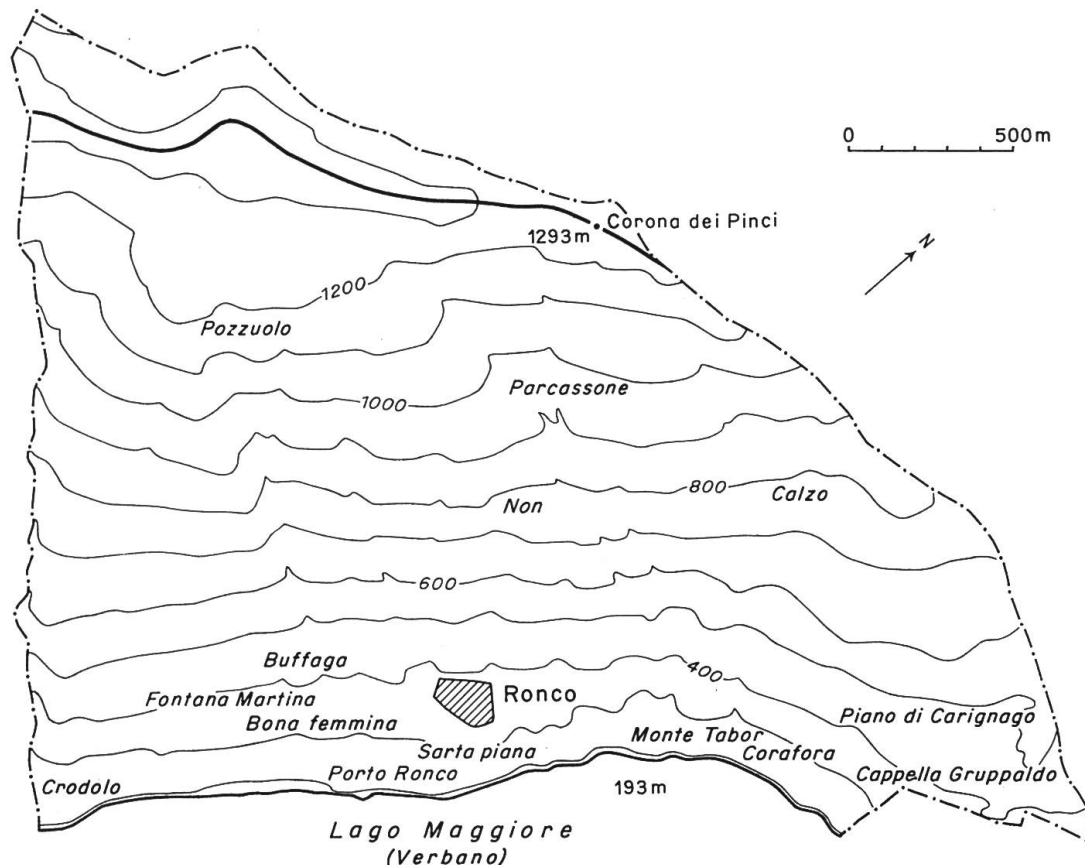 0 500m
N
Corona dei Pinci
1293m
1200
Pozzuolo
Parcassone
1000
800
Calzo
Non
600
Buffaga
400
Ronco
Fontana Martina
Bona femmina
Piano di Carignago
Monte Tabor
Sarta piana
Corafora
Porto Ronco
Cappella Gruppaldo
Crodolo
193m
Lago Maggiore
(Verbano)